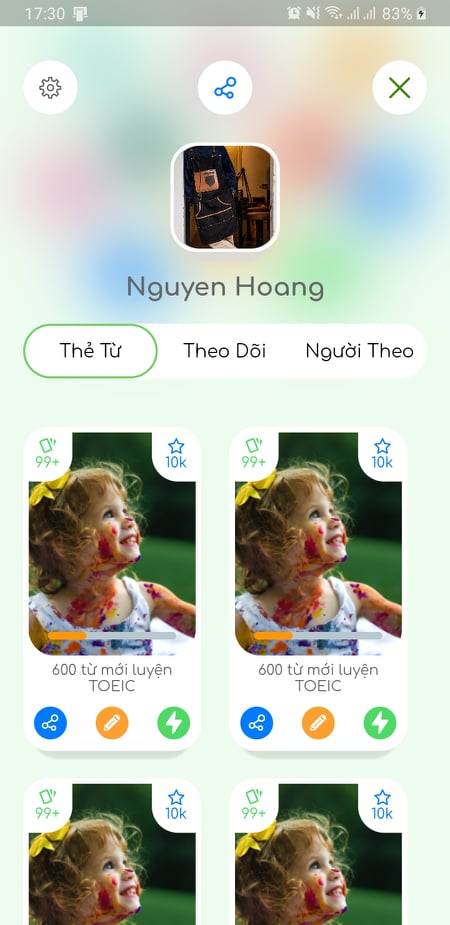 17:30
83%
Nguyen Hoang
Thẻ Từ
Theo Dõi
Người Theo
99+
10k
99+
10k
600 từ mới luyện
TOEIC
600 từ mới luyện
TOEIC
99+
10k
99+
10k